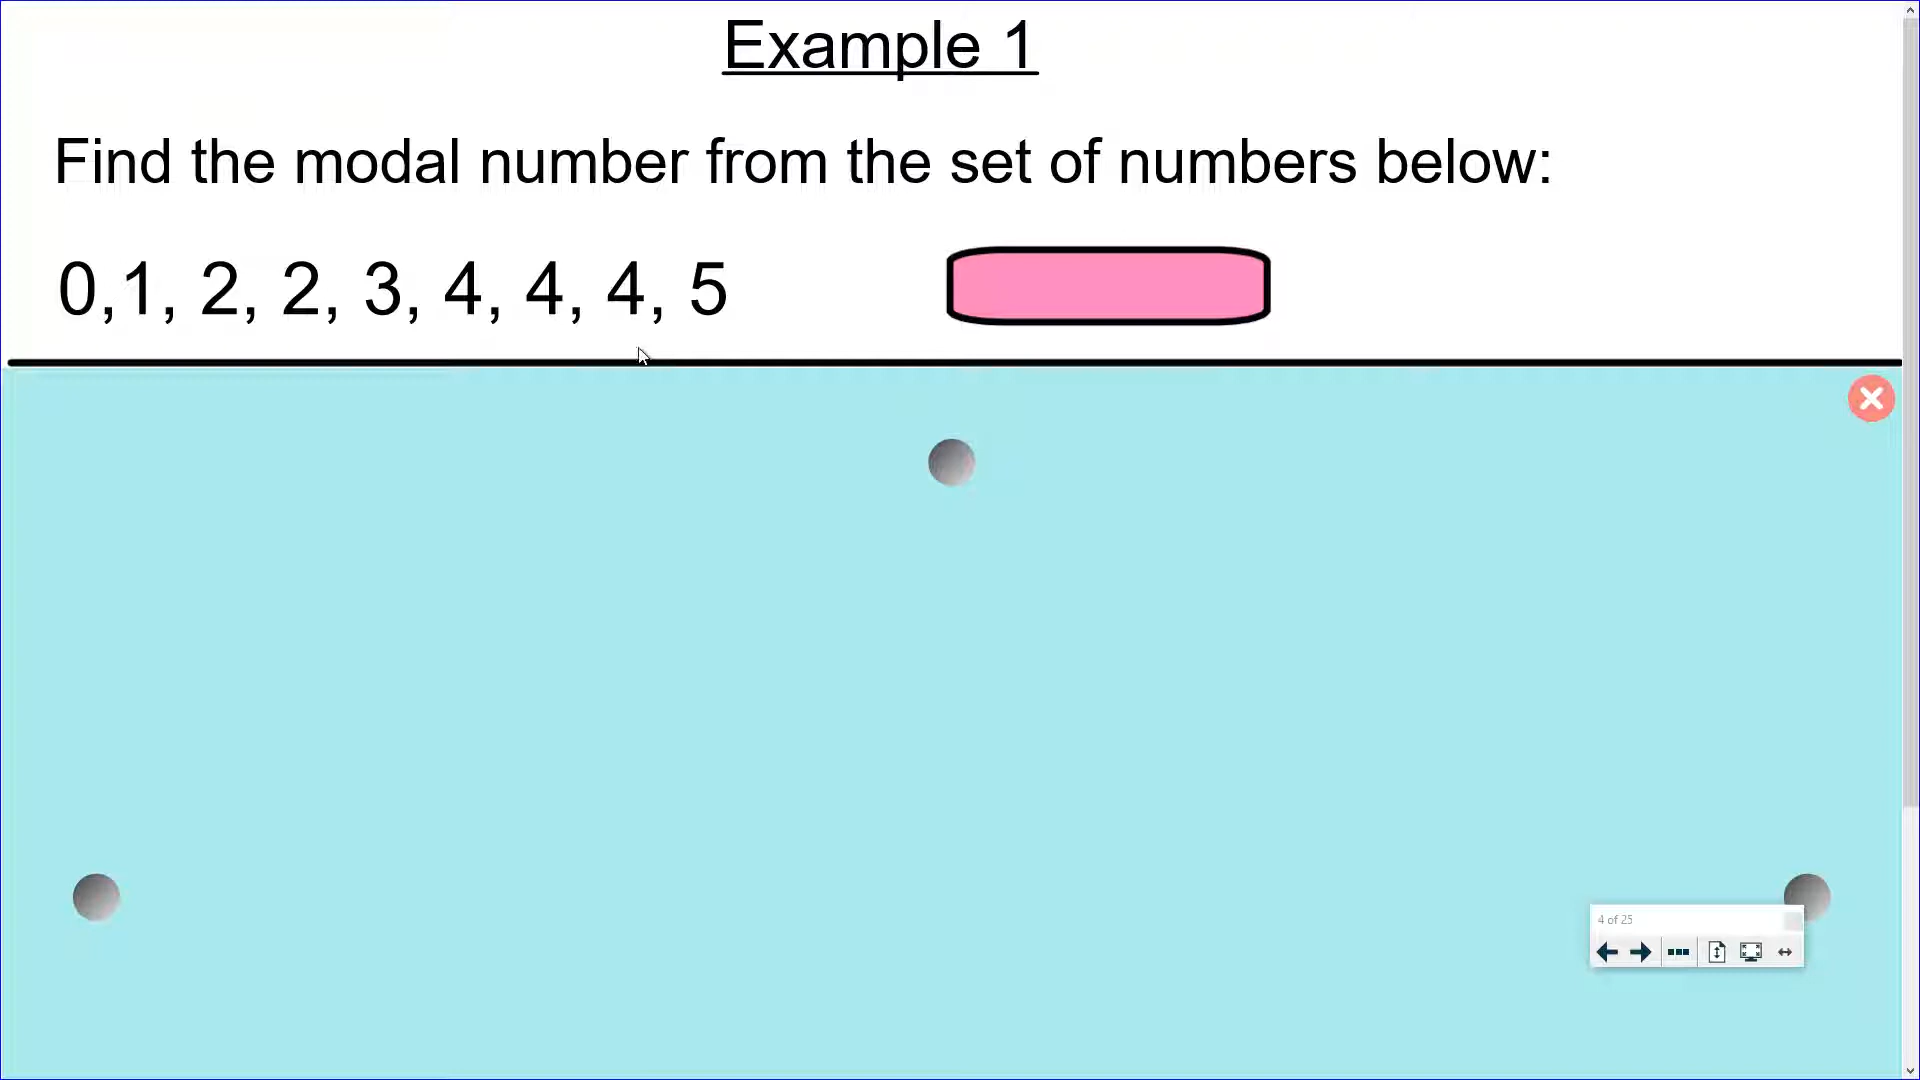 Example 1
Find the modal number from the set of numbers below:
0,1, 2, 2, 3, 4, 4, 4, 5
4 of 25